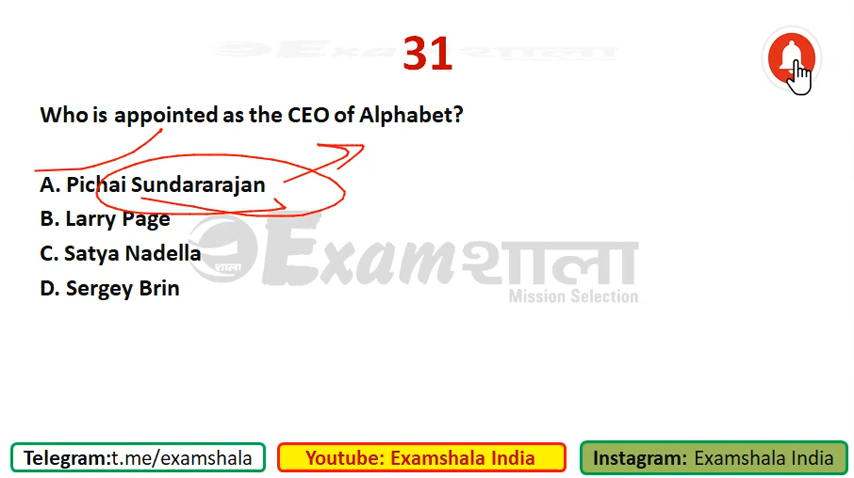 31
Who is appointed as the CEO of Alphabet?
A. Pichai Sundararajan
B. Larry Page
C. Satya Nadella
D. Sergey Brin
Examशाला
शाला
Mission Selection
Telegram:t.me/examshala
Youtube: Examshala India
Instagram: Examshala India